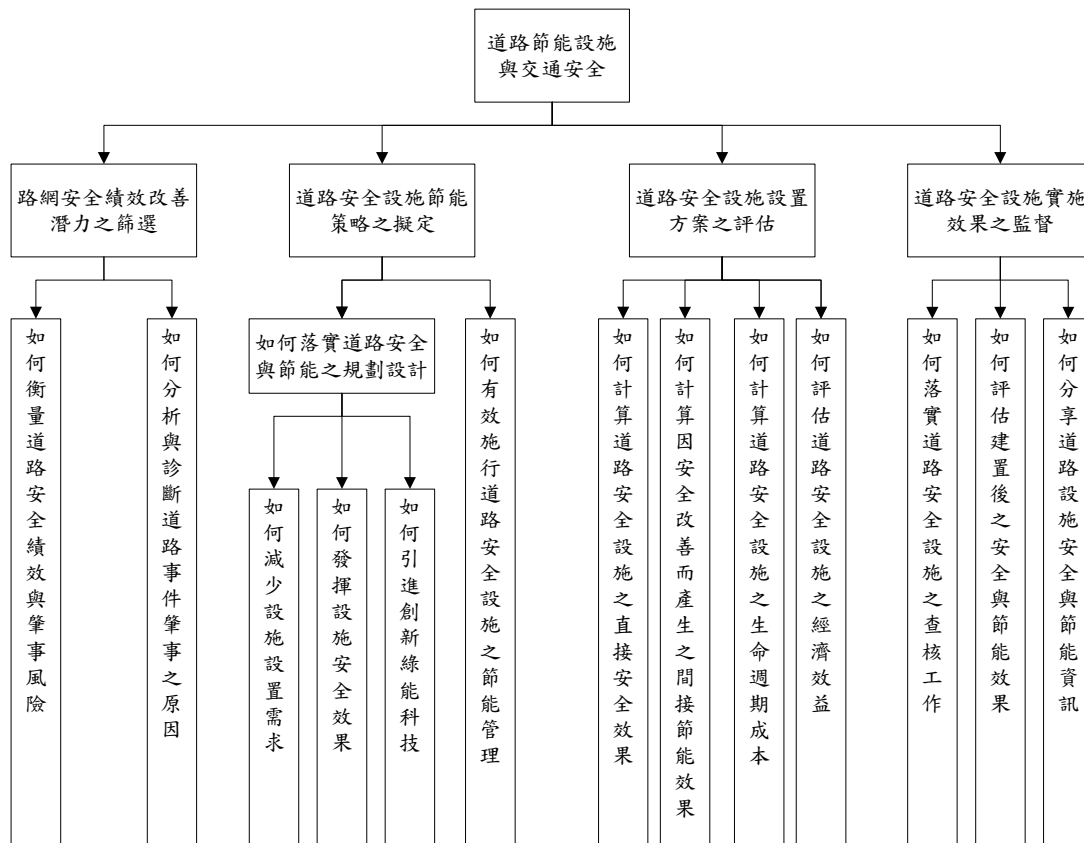 道路節能設施
與交通安全
路網安全績效改善
潛力之篩選
道路安全設施節能
策略之擬定
道路安全設施設置
方案之評估
道路安全設施實施
效果之監督
如何衡量道路安全績效與肇事風險
如何分析與診斷道路事件肇事之原因
如何落實道路安全
與節能之規劃設計
如何減少設施設置需求
如何發揮設施安全效果
如何引進創新綠能科技
如何有效施行道路安全設施之節能管理
如何計算道路安全設施之直接安全效果
如何計算因安全改善而產生之間接節能效果
如何計算道路安全設施之生命週期成本
如何評估道路安全設施之經濟效益
如何落實道路安全設施之查核工作
如何評估建置後之安全與節能效果
如何分享道路設施安全與節能資訊